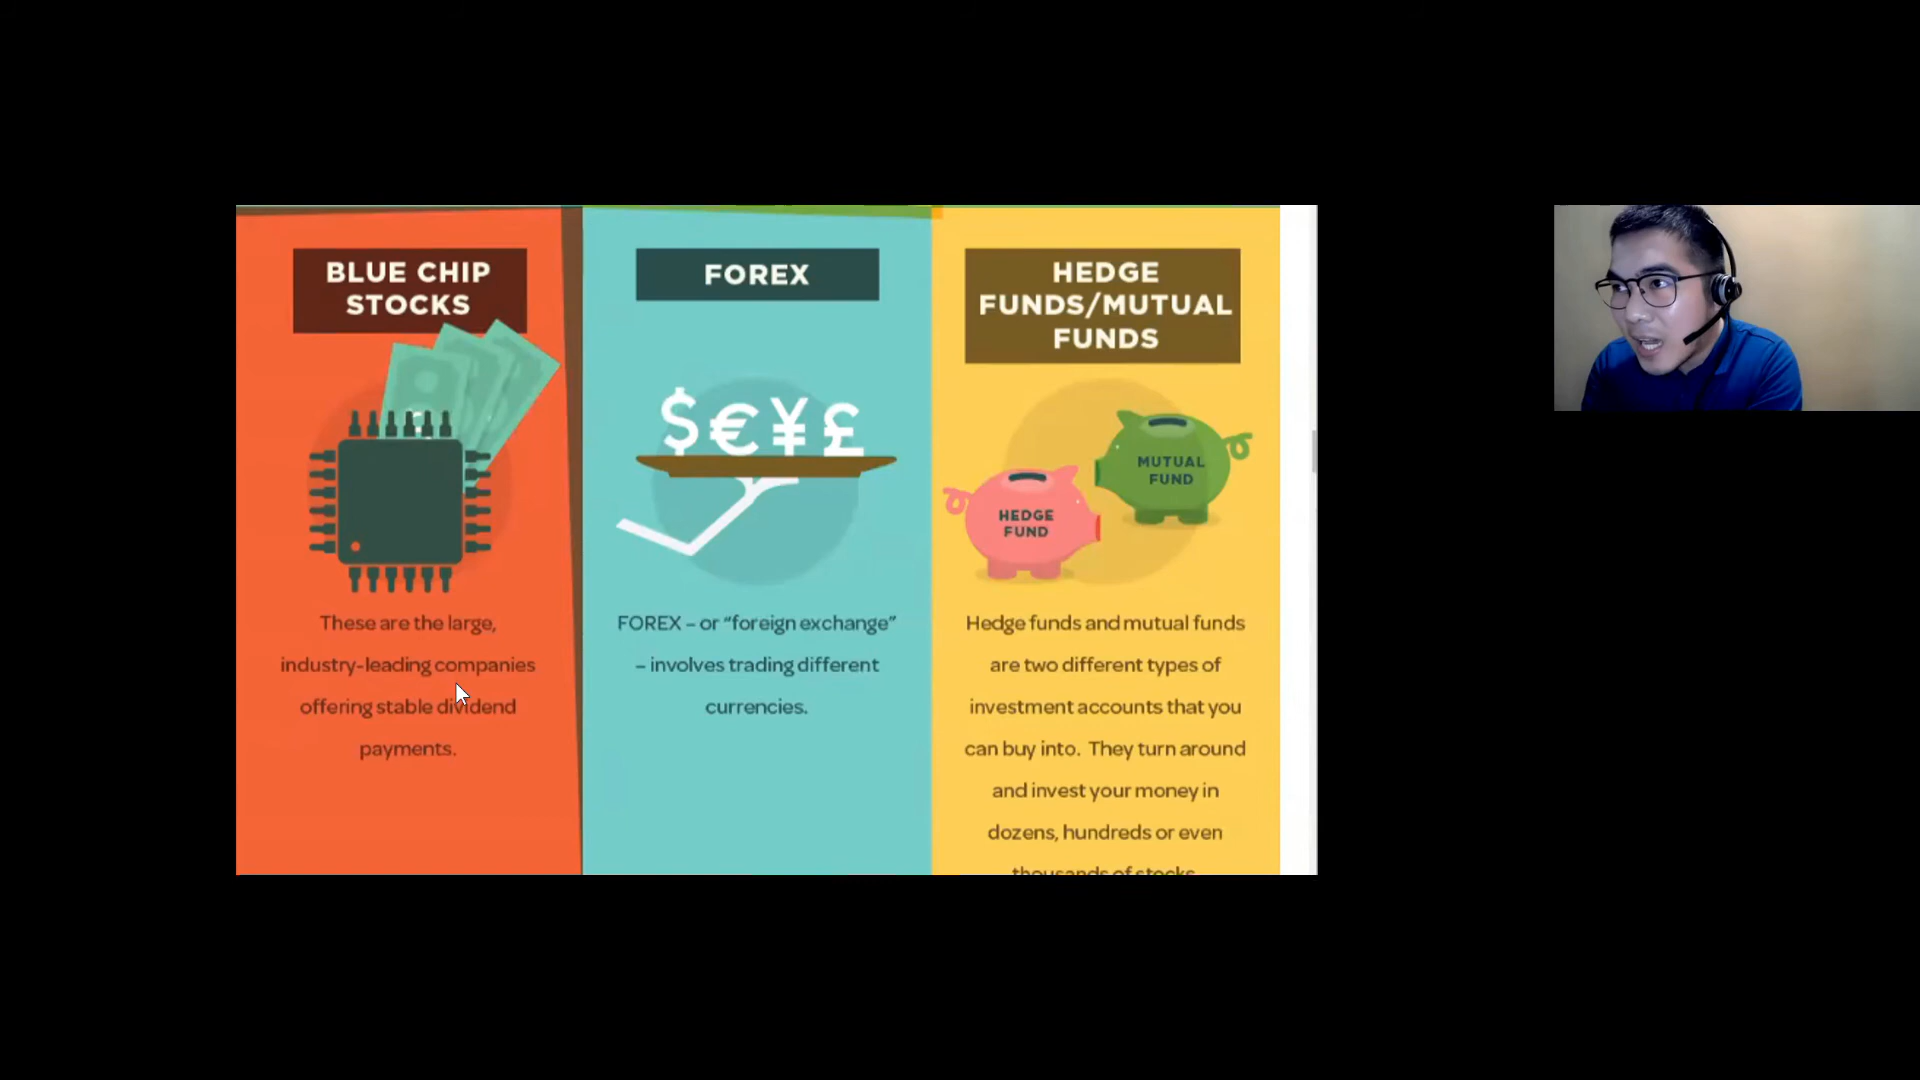 BLUE CHIP
STOCKS
These are the large,
industry-leading companies
offering stable dividend
payments.
FOREX
$€¥£
FOREX – or “foreign exchange”
– involves trading different
currencies.
HEDGE
FUNDS/MUTUAL
FUNDS
MUTUAL
FUND
HEDGE
FUND
Hedge funds and mutual funds
are two different types of
investment accounts that you
can buy into. They turn around
and invest your money in
dozens, hundreds or even
thousands of stocks